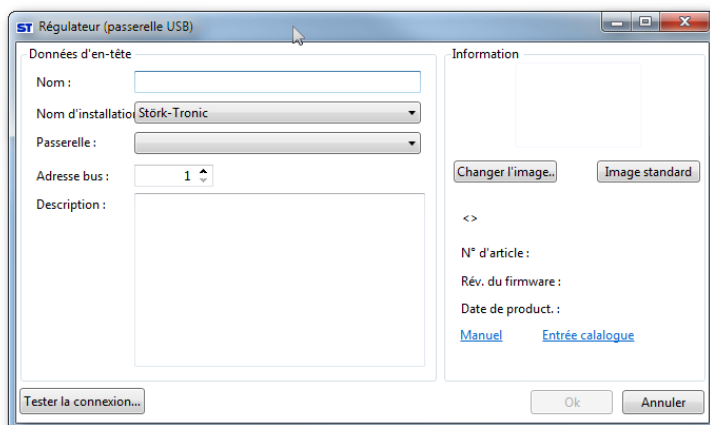 ST Régulateur (passerelle USB)
Données d'en-tête
Nom :
Nom d'installation Störk-Tronic
Passerelle :
Adresse bus : 1
Description :
Tester la connexion...
Information
Changer l'image.. Image standard
<>
N° d'article :
Rév. du firmware :
Date de product. :
Manuel Entrée calalogue
Ok Annuler